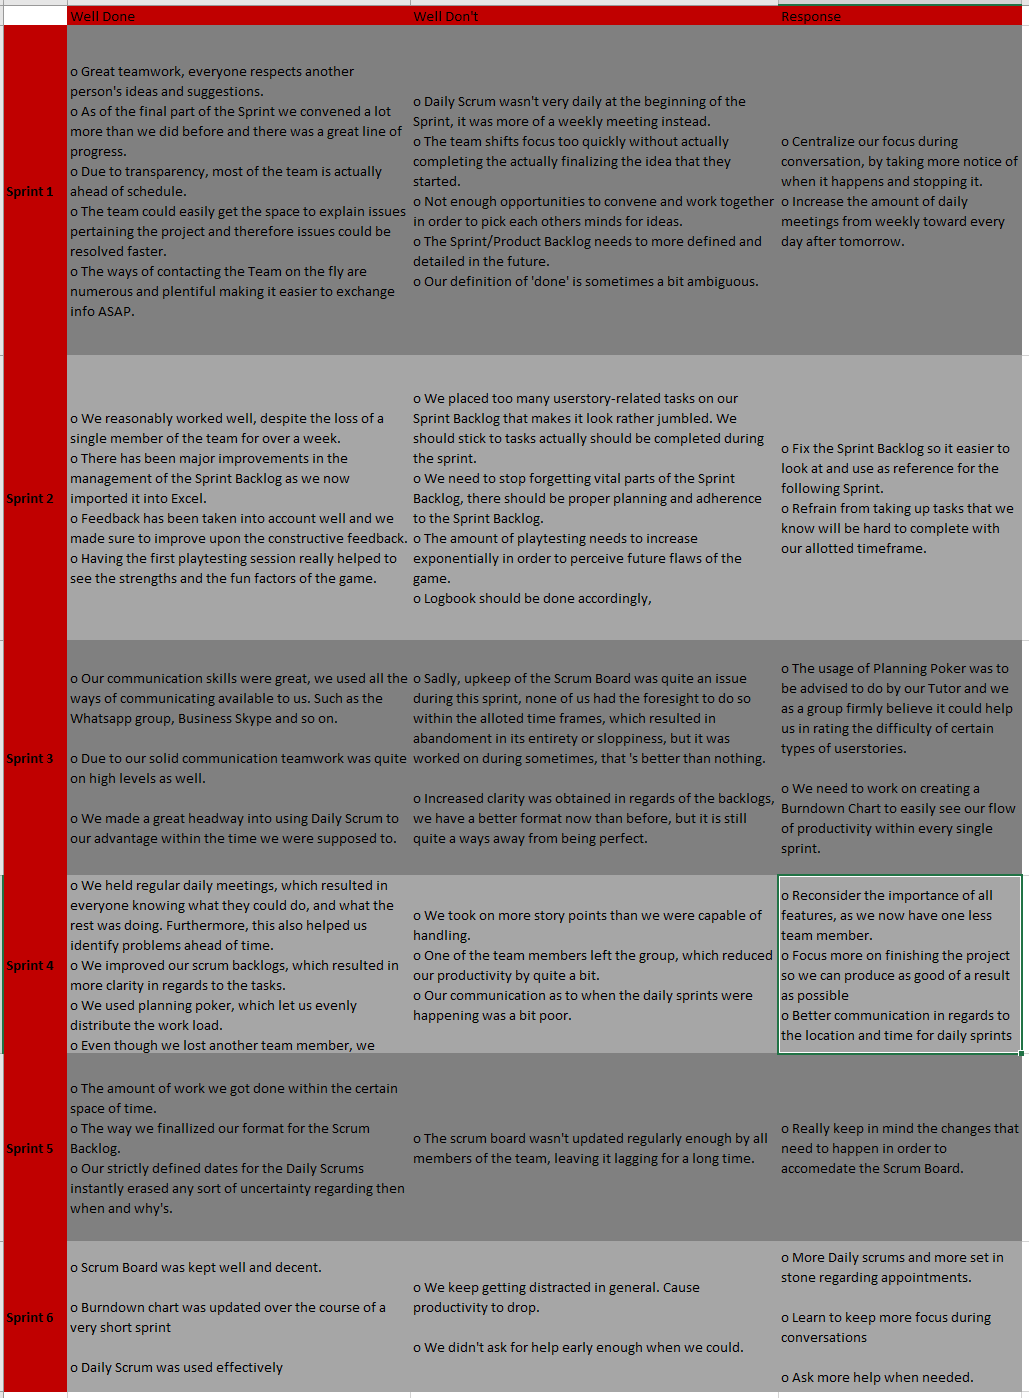 Well Done
Well Don't
Response
Sprint 1
o Great teamwork, everyone respects another
person's ideas and suggestions.
o As of the final part of the Sprint we convened a lot
more than we did before and there was a great line of
progress.
o Due to transparency, most of the team is actually
ahead of schedule.
o The team could easily get the space to explain issues
pertaining the project and therefore issues could be
resolved faster.
o The ways of contacting the Team on the fly are
numerous and plentiful making it easier to exchange
info ASAP.
o Daily Scrum wasn't very daily at the beginning of the
Sprint, it was more of a weekly meeting instead.
o The team shifts focus too quickly without actually
completing the actually finalizing the idea that they
started.
o Not enough opportunities to convene and work together
in order to pick each others minds for ideas.
o The Sprint/Product Backlog needs to more defined and
detailed in the future.
o Our definition of 'done' is sometimes a bit ambiguous.
o Centralize our focus during
conversation, by taking more notice of
when it happens and stopping it.
o Increase the amount of daily
meetings from weekly toward every
day after tomorrow.
Sprint 2
o We reasonably worked well, despite the loss of a
single member of the team for over a week.
o There has been major improvements in the
management of the Sprint Backlog as we now
imported it into Excel.
o Feedback has been taken into account well and we
made sure to improve upon the constructive feedback.
o Having the first playtesting session really helped to
see the strengths and the fun factors of the game.
o We placed too many userstory-related tasks on our
Sprint Backlog that makes it look rather jumbled. We
should stick to tasks actually should be completed during
the sprint.
o We need to stop forgetting vital parts of the Sprint
Backlog, there should be proper planning and adherence
to the Sprint Backlog.
o The amount of playtesting needs to increase
exponentially in order to perceive future flaws of the
game.
o Logbook should be done accordingly,
o Fix the Sprint Backlog so it easier to
look at and use as reference for the
following Sprint.
o Refrain from taking up tasks that we
know will be hard to complete with
our allotted timeframe.
Sprint 3
o Our communication skills were great, we used all the
ways of communicating available to us. Such as the
Whatsapp group, Business Skype and so on.
o Due to our solid communication teamwork was quite
on high levels as well.
o We made a great headway into using Daily Scrum to
our advantage within the time we were supposed to.
o Sadly, upkeep of the Scrum Board was quite an issue
during this sprint, none of us had the foresight to do so
within the alloted time frames, which resulted in
abandoment in its entirety or sloppiness, but it was
worked on during sometimes, that 's better than nothing.
o Increased clarity was obtained in regards of the backlogs,
we have a better format now than before, but it is still
quite a ways away from being perfect.
o The usage of Planning Poker was to
be advised to do by our Tutor and we
as a group firmly believe it could help
us in rating the difficulty of certain
types of userstories.
o We need to work on creating a
Burndown Chart to easily see our flow
of productivity within every single
sprint.
Sprint 4
o We held regular daily meetings, which resulted in
everyone knowing what they could do, and what the
rest was doing. Furthermore, this also helped us
identify problems ahead of time.
o We improved our scrum backlogs, which resulted in
more clarity in regards to the tasks.
o We used planning poker, which let us evenly
distribute the work load.
o Even though we lost another team member, we
o We took on more story points than we were capable of
handling.
o One of the team members left the group, which reduced
our productivity by quite a bit.
o Our communication as to when the daily sprints were
happening was a bit poor.
o Reconsider the importance of all
features, as we now have one less
team member.
o Focus more on finishing the project
so we can produce as good of a result
as possible
o Better communication in regards to
the location and time for daily sprints
Sprint 5
o The amount of work we got done within the certain
space of time.
o The way we finallized our format for the Scrum
Backlog.
o Our strictly defined dates for the Daily Scrums
instantly erased any sort of uncertainty regarding then
when and why's.
o The scrum board wasn't updated regularly enough by all
members of the team, leaving it lagging for a long time.
o Really keep in mind the changes that
need to happen in order to
accomedate the Scrum Board.
Sprint 6
o Scrum Board was kept well and decent.
o Burndown chart was updated over the course of a
very short sprint
o Daily Scrum was used effectively
o We keep getting distracted in general. Cause
productivity to drop.
o We didn't ask for help early enough when we could.
o More Daily scrums and more set in
stone regarding appointments.
o Learn to keep more focus during
conversations
o Ask more help when needed.